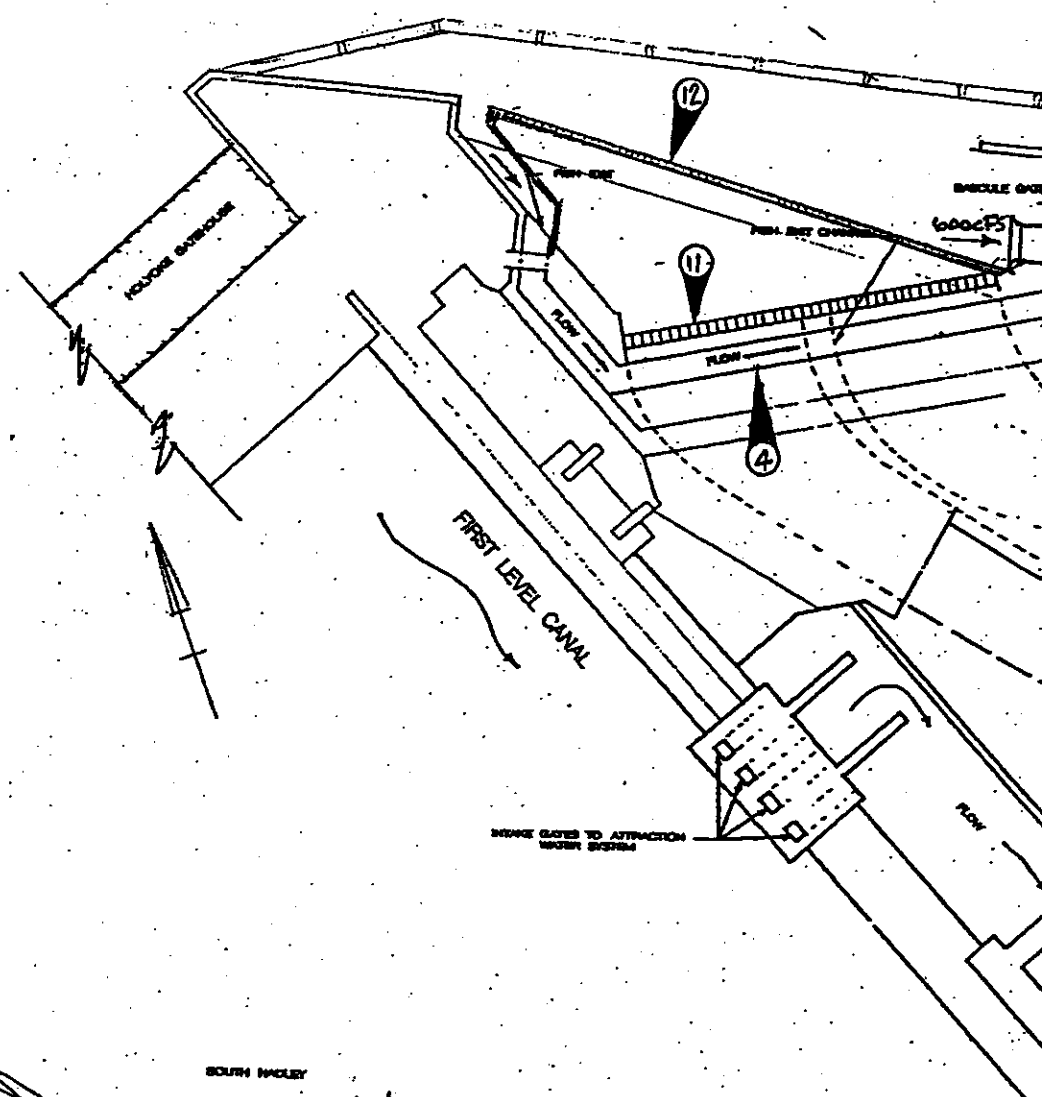 12
FISH EXIT
BASCULE GATE
HOLYOKE GATEHOUSE
FISH EXIT CHANNEL
600CFS
11
FLOW
FLOW
4
FIRST LEVEL CANAL
INTAKE GATES TO ATTRACTION
WATER SYSTEM
FLOW
SOUTH HADLEY